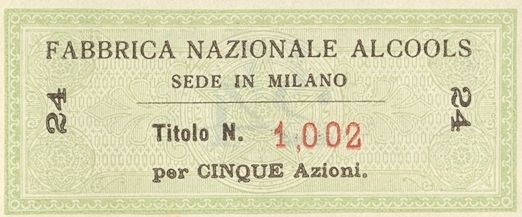 FABBRICA NAZIONALE ALCOOLS
SEDE IN MILANO
24
24
Titolo N. 1,002
per CINQUE Azioni.